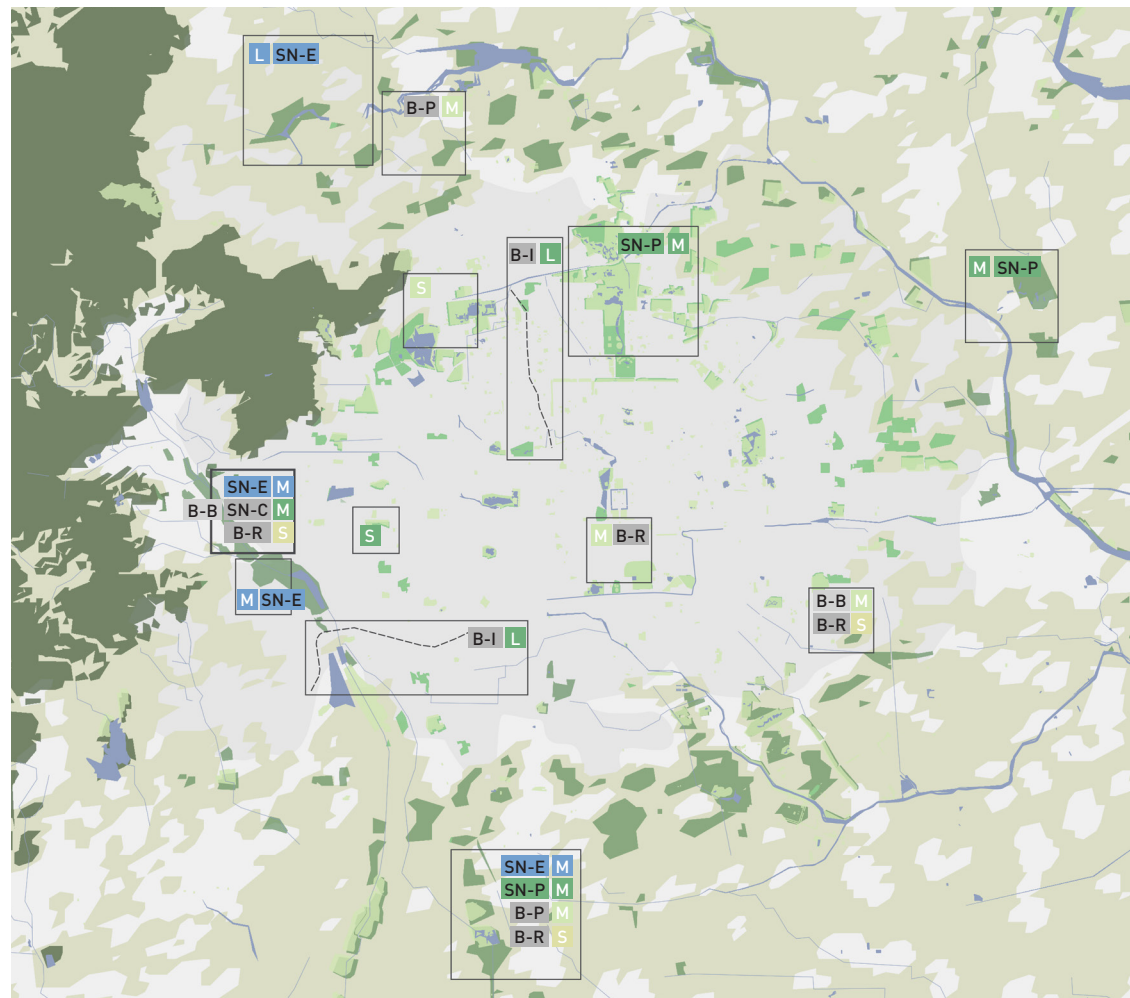 L SN-E
B-P M
B-I L
SN-P M
M SN-P
S
SN-E M
B-B SN-C M
B-R S
S
M B-R
M SN-E
B-B M
B-R S
B-I L
SN-E M
SN-P M
B-P M
B-R S